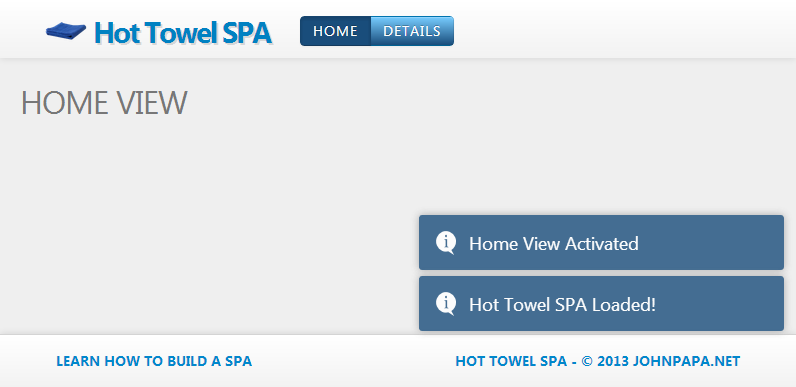 Hot Towel SPA
HOME DETAILS
HOME VIEW
Home View Activated
Hot Towel SPA Loaded!
LEARN HOW TO BUILD A SPA
HOT TOWEL SPA - © 2013 JOHNPAPA.NET